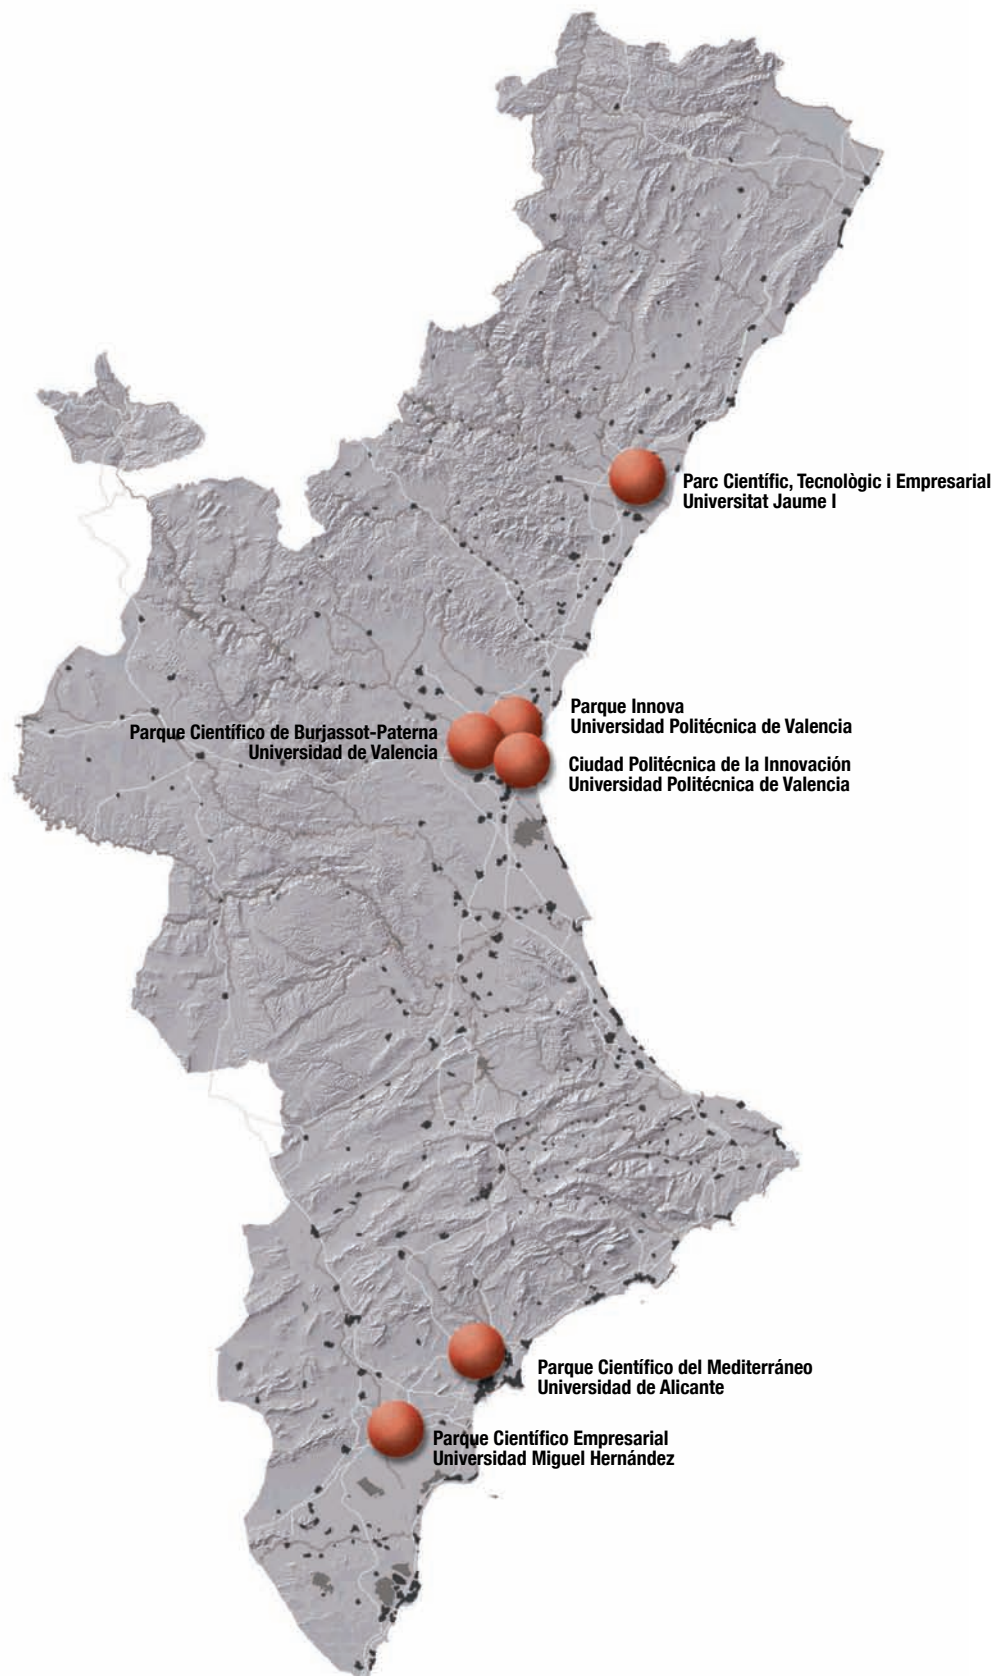 Parc Científic, Tecnològic i Empresarial
Universitat Jaume I
Parque Innova
Universidad Politécnica de Valencia
Parque Científico de Burjassot-Paterna
Universidad de Valencia
Ciudad Politécnica de la Innovación
Universidad Politécnica de Valencia
Parque Científico del Mediterráneo
Universidad de Alicante
Parque Científico Empresarial
Universidad Miguel Hernández